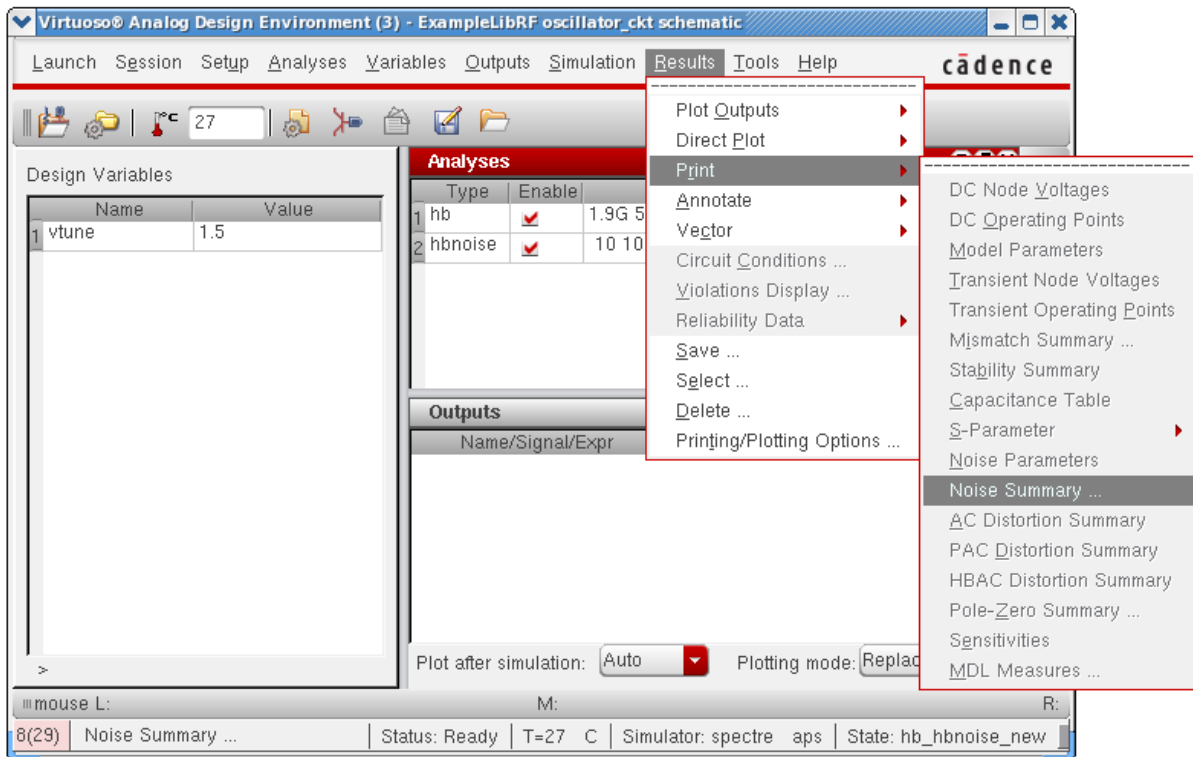 Virtuoso® Analog Design Environment (3) - ExampleLibRF oscillator_ckt schematic
Launch Session Setup Analyses Variables Outputs Simulation Results Tools Help cādence
27
Design Variables
Name Value
1 vtune 1.5
>
Analyses
Type Enable
1 hb 1.9G 5
2 hbnoise 10 10
Outputs
Name/Signal/Expr
Plot after simulation: Auto Plotting mode: Replac
Plot Outputs
Direct Plot
Print
Annotate
Vector
Circuit Conditions ...
Violations Display ...
Reliability Data
Save ...
Select ...
Delete ...
Printing/Plotting Options ...
DC Node Voltages
DC Operating Points
Model Parameters
Transient Node Voltages
Transient Operating Points
Mismatch Summary ...
Stability Summary
Capacitance Table
S-Parameter
Noise Parameters
Noise Summary ...
AC Distortion Summary
PAC Distortion Summary
HBAC Distortion Summary
Pole-Zero Summary ...
Sensitivities
MDL Measures ...
mouse L: M: R:
8(29) Noise Summary ... Status: Ready T=27 C Simulator: spectre aps State: hb_hbnoise_new